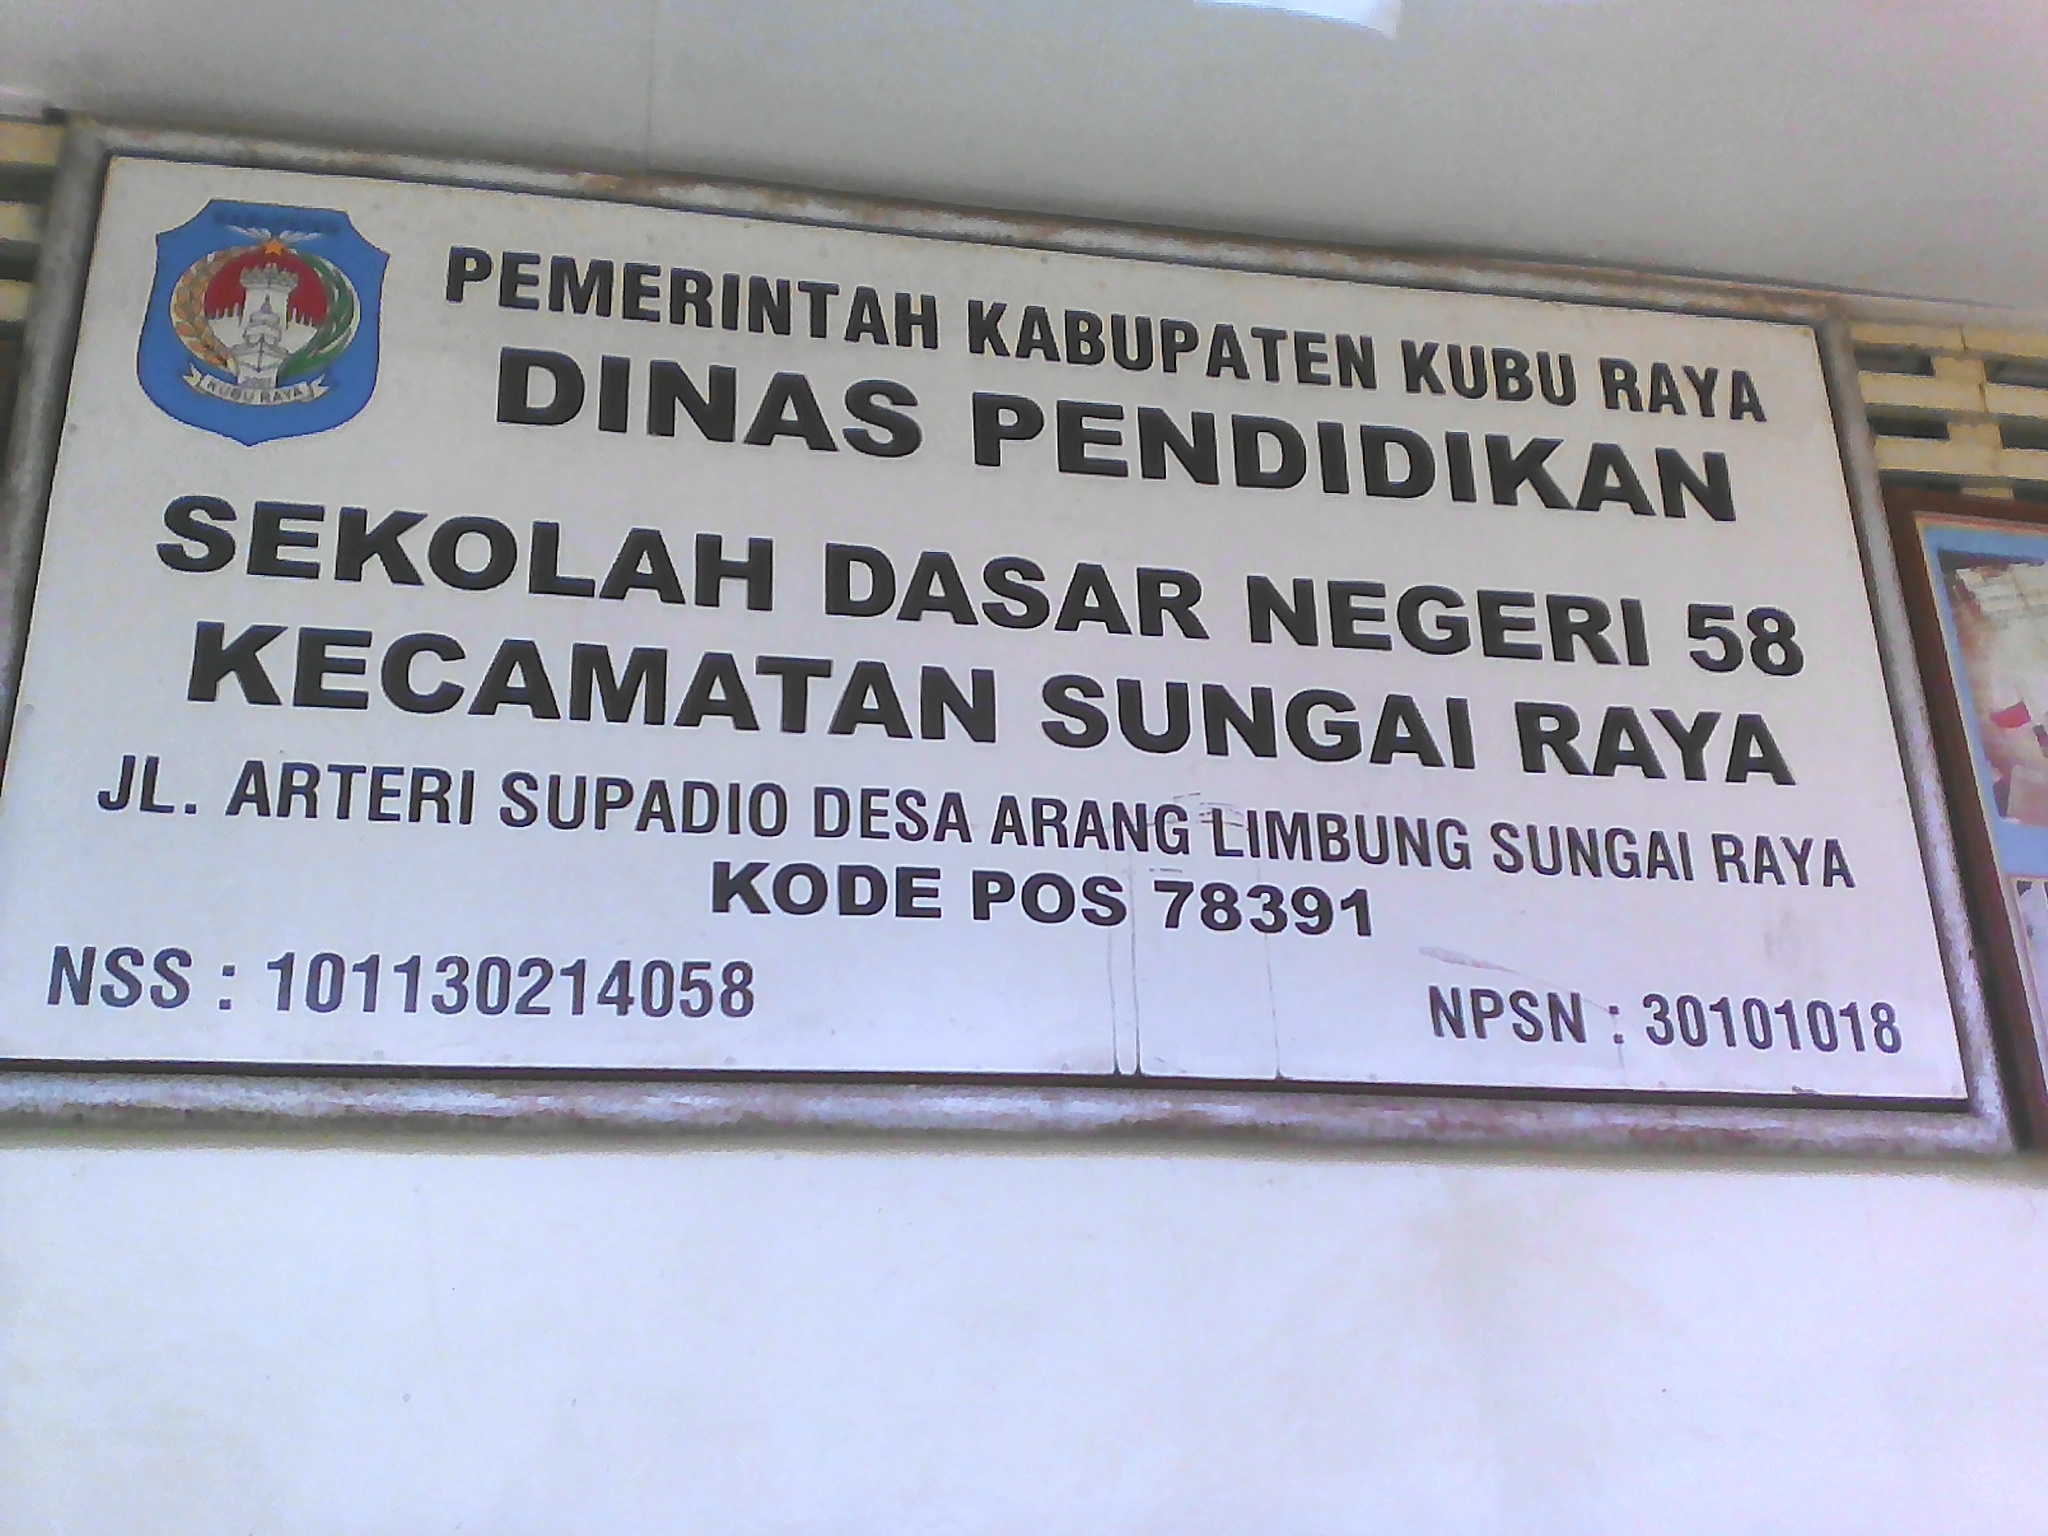 PEMERINTAH KABUPATEN KUBU RAYA
DINAS PENDIDIKAN
SEKOLAH DASAR NEGERI 58
KECAMATAN SUNGAI RAYA
JL. ARTERI SUPADIO DESA ARANG LIMBUNG SUNGAI RAYA
KODE POS 78391
NSS : 101130214058
NPSN : 30101018
KUBU RAYA